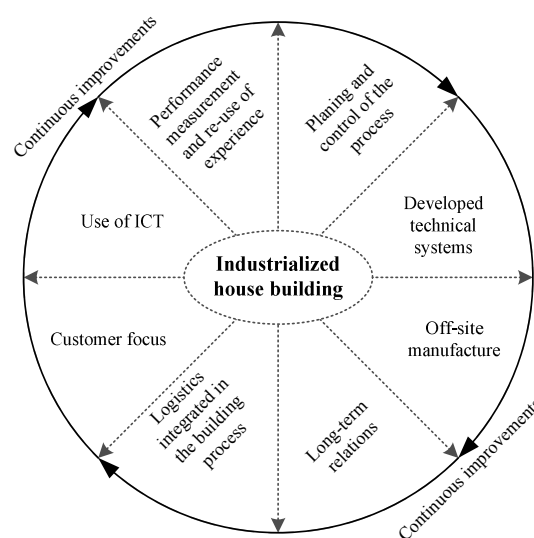 Continuous improvements
Performance
measurement
and re-use of
experience
Planing and
control of the
process
Use of ICT
Developed
technical
systems
Industrialized
house building
Customer focus
Off-site
manufacture
Logistics
integrated in
the building
process
Long-term
relations
Continuous improvements